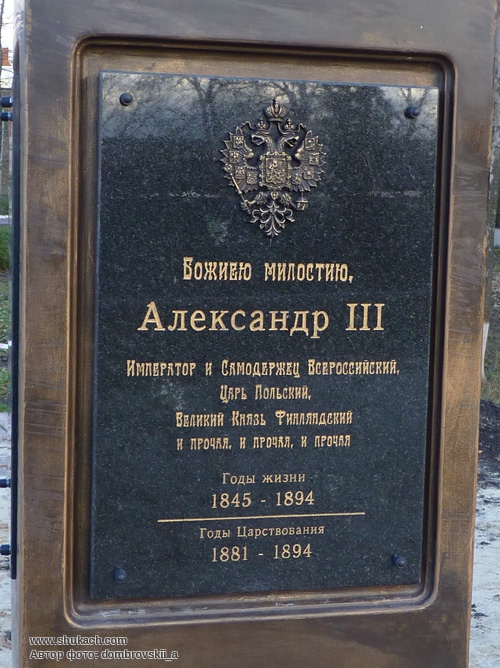 Божиею милостию,
Александр III
Император и Самодержец Всероссийский,
Царь Польский,
Великий Князь Финляндский
и прочая, и прочая, и прочая
Годы жизни
1845 - 1894
Годы Царствования
1881 - 1894
www.shukach.com
Автор фото: dombrovskii_a